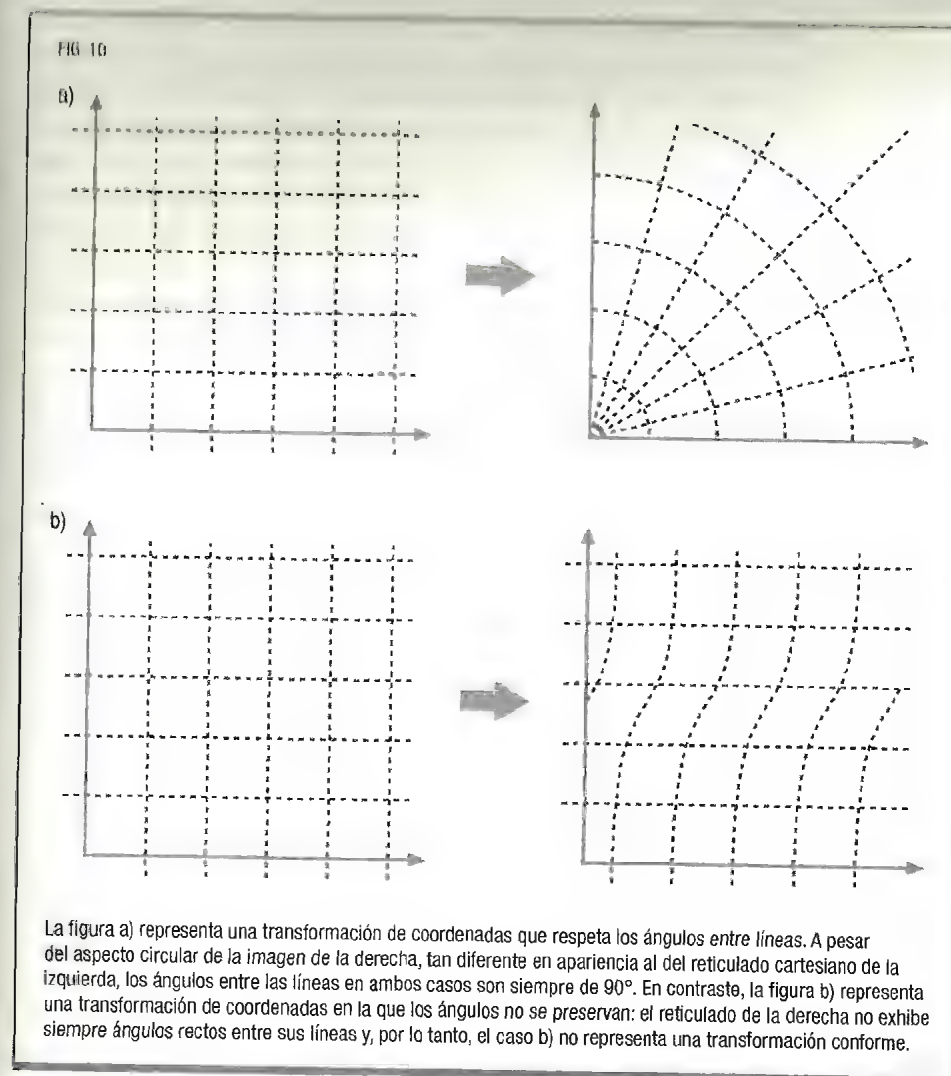 FIG 10
a)
b)
La figura a) representa una transformación de coordenadas que respeta los ángulos entre líneas. A pesar
del aspecto circular de la imagen de la derecha, tan diferente en apariencia al del reticulado cartesiano de la
izquierda, los ángulos entre las líneas en ambos casos son siempre de 90°. En contraste, la figura b) representa
una transformación de coordenadas en la que los ángulos no se preservan: el reticulado de la derecha no exhibe
siempre ángulos rectos entre sus líneas y, por lo tanto, el caso b) no representa una transformación conforme.